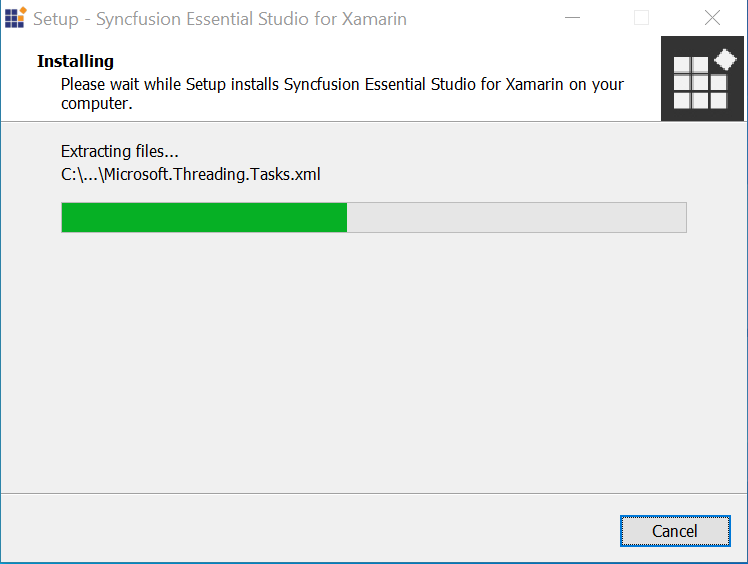 Setup - Syncfusion Essential Studio for Xamarin
Installing
Please wait while Setup installs Syncfusion Essential Studio for Xamarin on your
computer.
Extracting files...
C:\...\Microsoft.Threading.Tasks.xml
Cancel